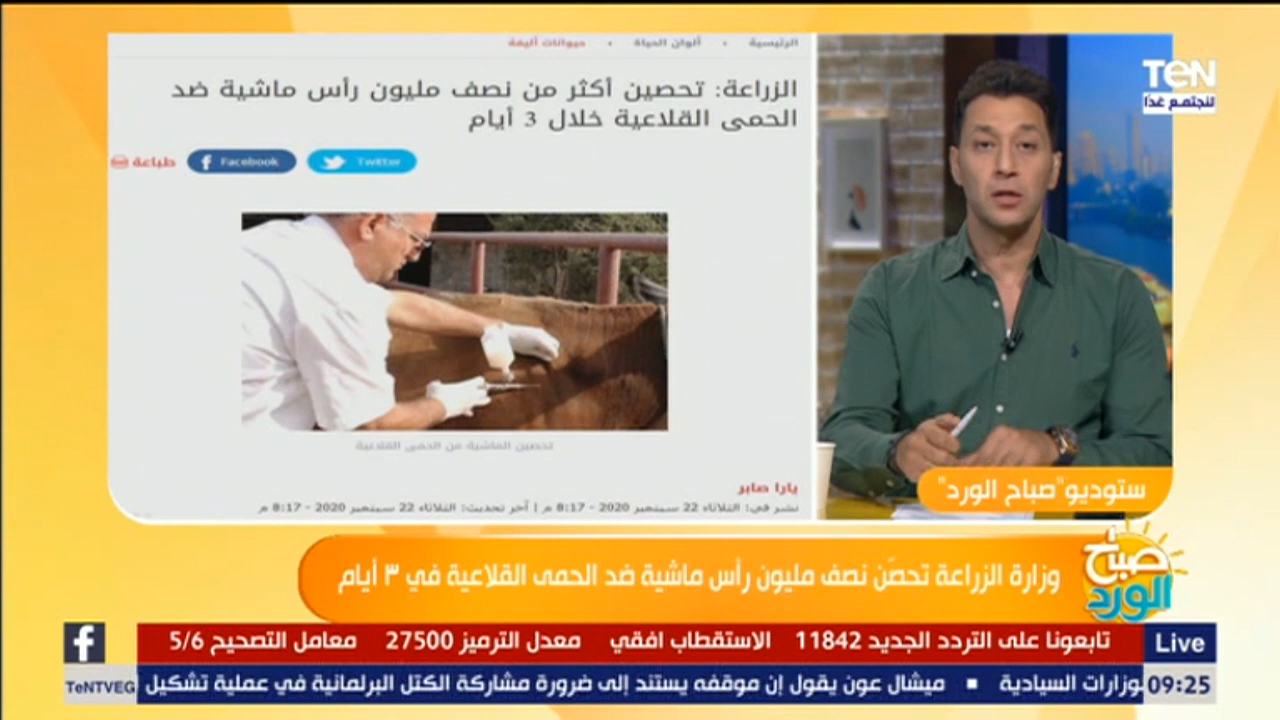 TEN
لنجتمع غدًا
الرئيسية • ألوان الحياة • حيوانات أليفة
الزراعة: تحصين أكثر من نصف مليون رأس ماشية ضد
الحمى القلاعية خلال 3 أيام
Twitter Facebook طباعة
تحصين الماشية من الحمى القلاعية
يارا صابر
نشر في: الثلاثاء 22 سبتمبر 2020 - 8:17 م | آخر تحديث: الثلاثاء 22 سبتمبر 2020 - 8:17 م
ستوديو"صباح الورد"
صباح الورد
وزارة الزراعة تحصّن نصف مليون رأس ماشية ضد الحمى القلاعية في ٣ أيام
Live تابعونا على التردد الجديد 11842 الاستقطاب افقي معدل الترميز 27500 معامل التصحيح 5/6
09:25 لوزارات السيادية ■ ميشال عون يقول إن موقفه يستند إلى ضرورة مشاركة الكتل البرلمانية في عملية تشكيل TeNTVEG